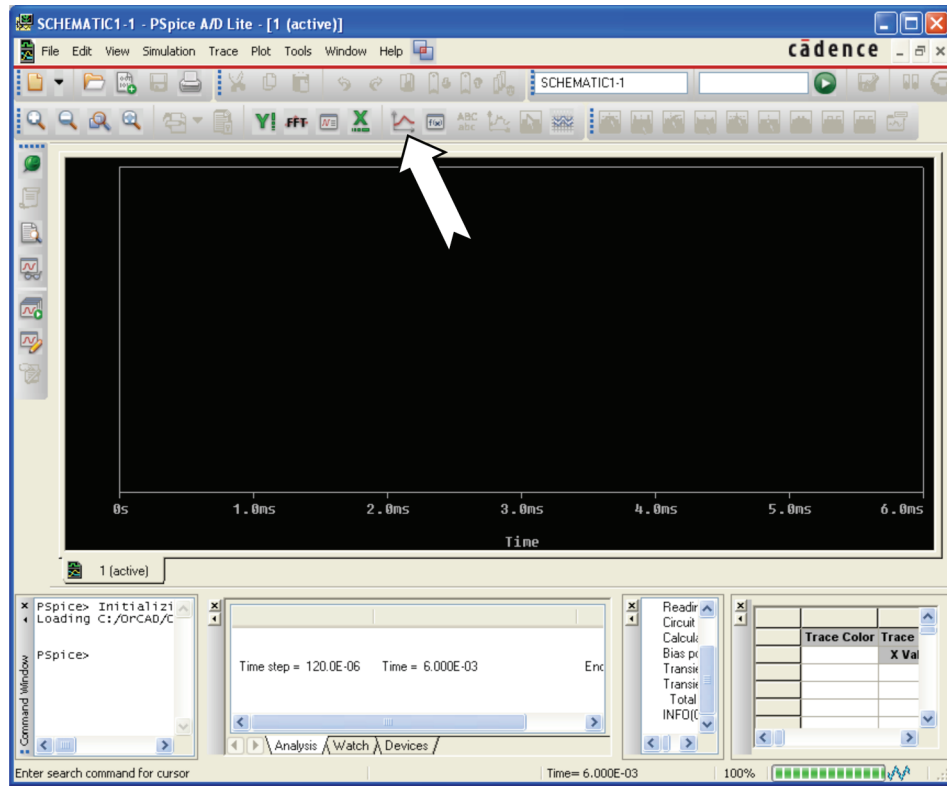 SCHEMATIC1-1 - PSpice A/D Lite - [1 (active)]
File Edit View Simulation Trace Plot Tools Window Help cādence
SCHEMATIC1-1
FFT f(x) ABC
abc
0s 1.0ms 2.0ms 3.0ms 4.0ms 5.0ms 6.0ms
Time
1 (active)
PSpice> Initializi
Loading C:/OrCAD/C
PSpice>
Command Window
Time step = 120.0E-06 Time = 6.000E-03 End
Analysis Watch Devices
Readir
Circuit
Calcula
Bias po
Transie
Transie
Total
INFO(
Trace Color Trace
X Val
Enter search command for cursor Time= 6.000E-03 100%